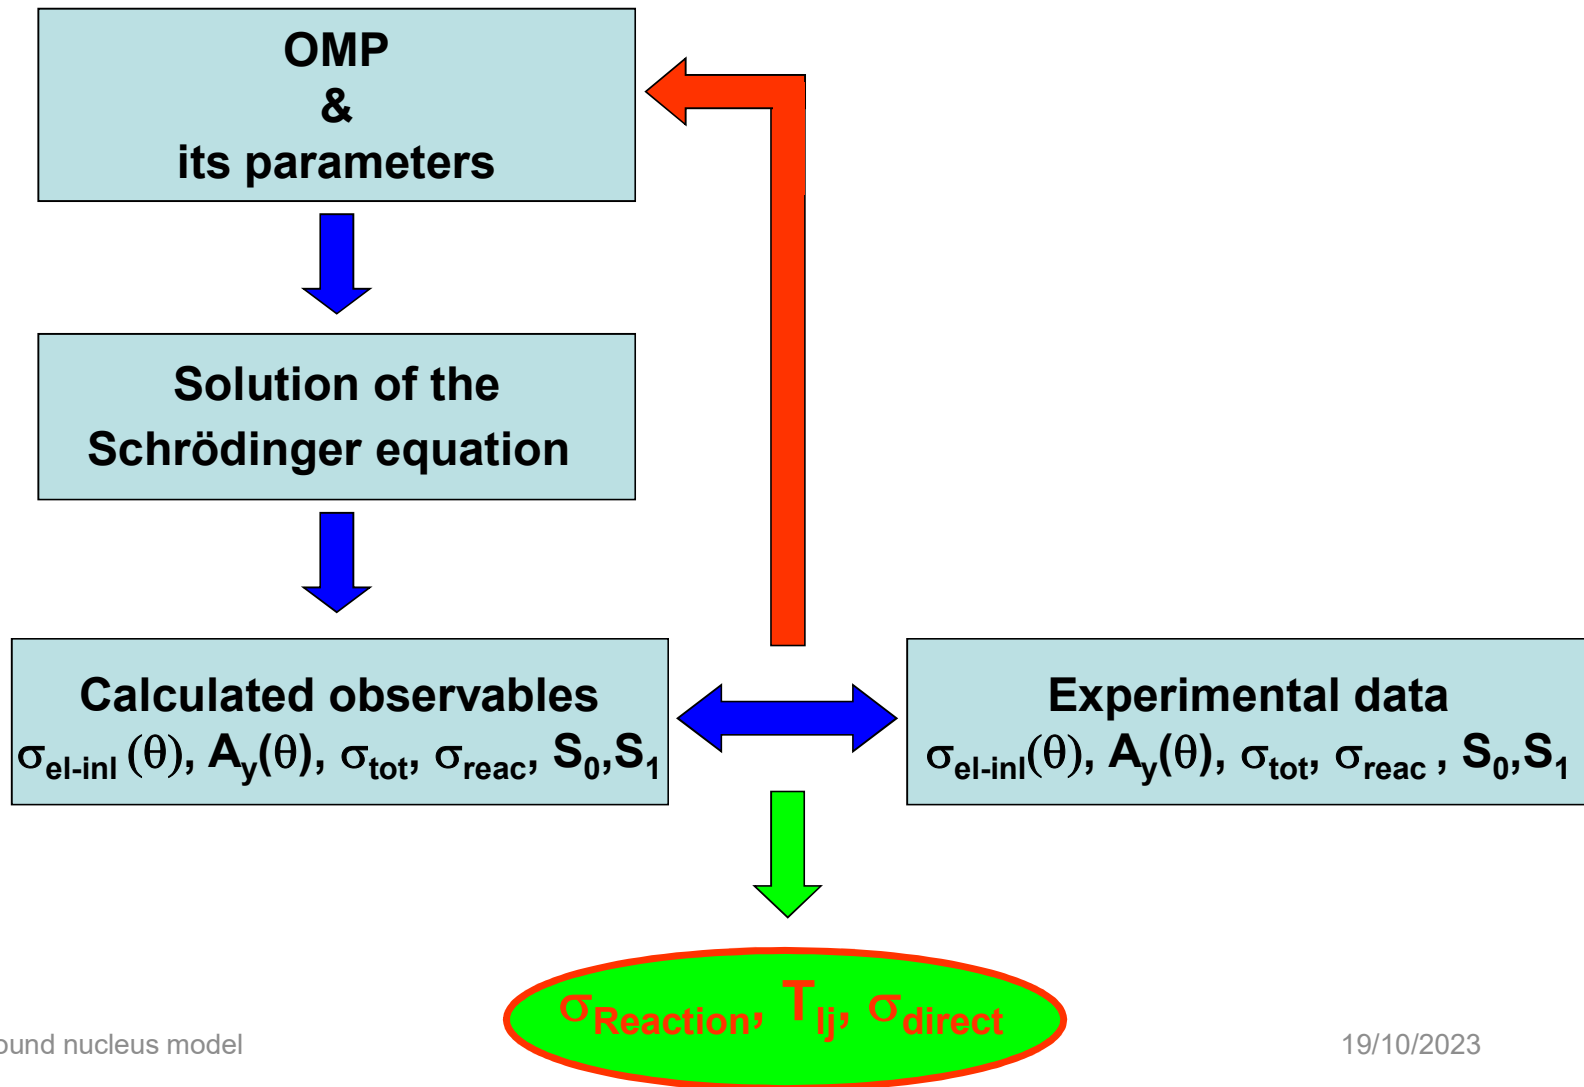 OMP
&
its parameters
Solution of the
Schrödinger equation
Calculated observables
σel-inl (θ), Ay(θ), σtot, σreac, S0,S1
Experimental data
σel-inl(θ), Ay(θ), σtot, σreac , S0,S1
σReaction, Tlj, σdirect
ound nucleus model
19/10/2023